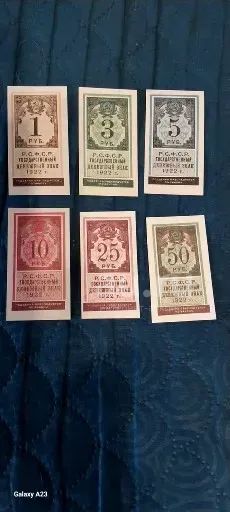 1
РУБ.
Р.С.Ф.С.Р.
ГОСУДАРСТВЕННЫЙ
ДЕНЕЖНЫЙ ЗНАК
1922 г.
3
РУБ.
Р.С.Ф.С.Р.
ГОСУДАРСТВЕННЫЙ
ДЕНЕЖНЫЙ ЗНАК
1922 г.
5
РУБ.
Р.С.Ф.С.Р.
ГОСУДАРСТВЕННЫЙ
ДЕНЕЖНЫЙ ЗНАК
1922 г.
10
РУБ.
Р.С.Ф.С.Р.
ГОСУДАРСТВЕННЫЙ
ДЕНЕЖНЫЙ ЗНАК
1922 г.
25
РУБ.
Р.С.Ф.С.Р.
ГОСУДАРСТВЕННЫЙ
ДЕНЕЖНЫЙ ЗНАК
1922 г.
50
РУБ.
Р.С.Ф.С.Р.
ГОСУДАРСТВЕННЫЙ
ДЕНЕЖНЫЙ ЗНАК
1922 г.
Galaxy A23